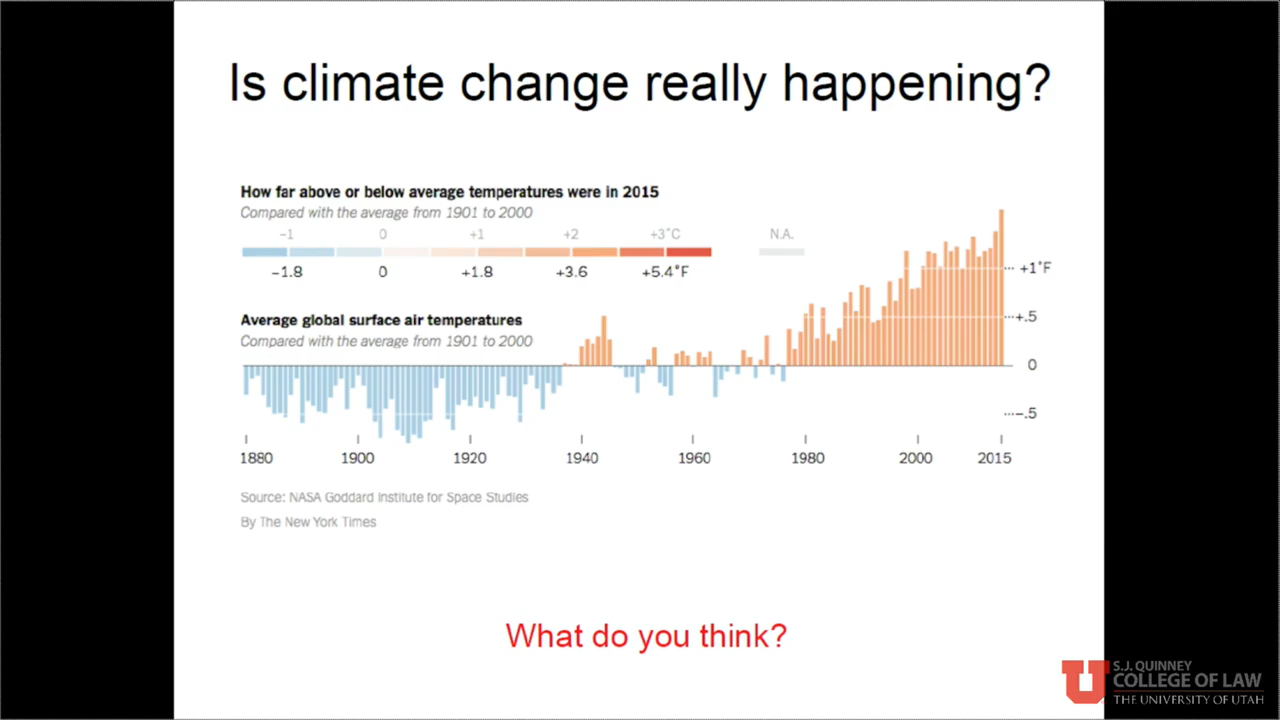 Is climate change really happening?
How far above or below average temperatures were in 2015
Compared with the average from 1901 to 2000
−1 0 +1 +2 +3°C N.A.
−1.8 0 +1.8 +3.6 +5.4°F
+1°F
Average global surface air temperatures
+.5
Compared with the average from 1901 to 2000
0
−.5
1880 1900 1920 1940 1960 1980 2000 2015
Source: NASA Goddard Institute for Space Studies
By The New York Times
What do you think?
U
S.J. QUINNEY
COLLEGE OF LAW
THE UNIVERSITY OF UTAH